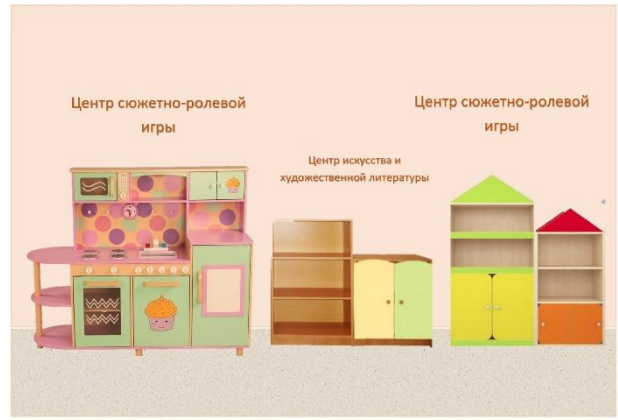 Центр сюжетно-ролевой
игры
Центр искусства и
художественной литературы
Центр сюжетно-ролевой
игры